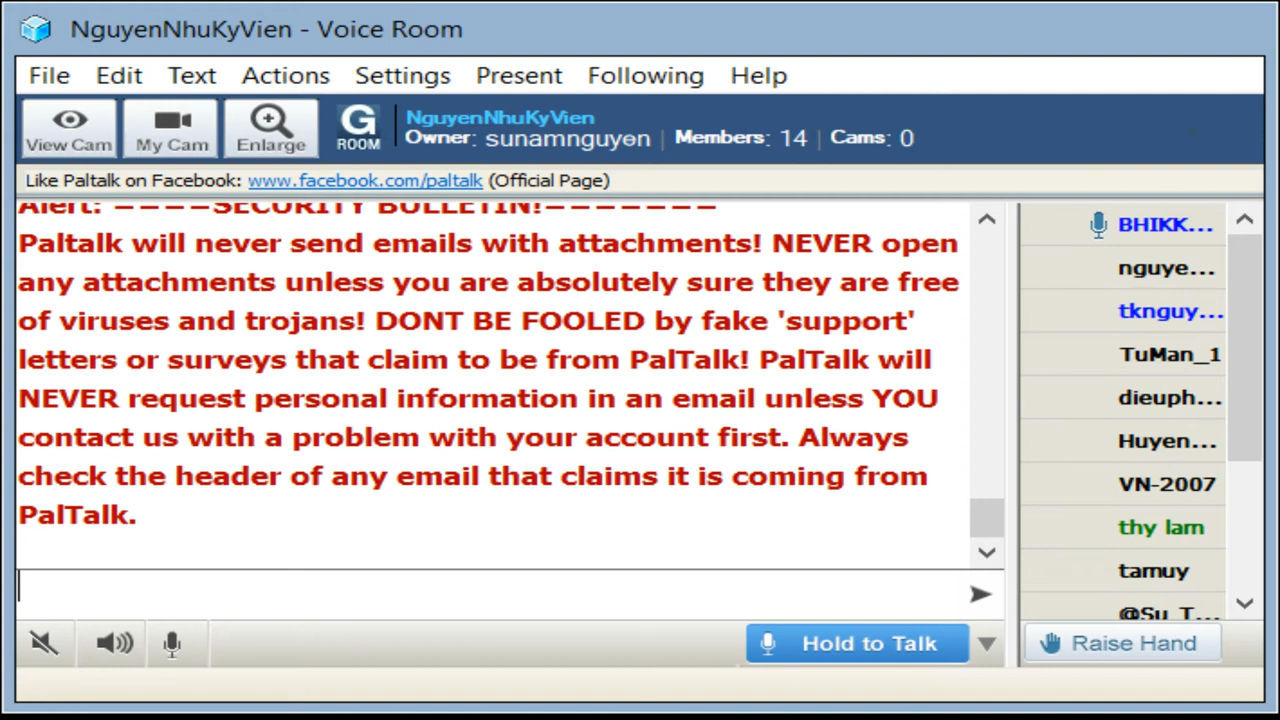 NguyenNhuKyVien - Voice Room
File Edit Text Actions Settings Present Following Help
View Cam
My Cam
Enlarge
G
ROOM
NguyenNhuKyVien
Owner: sunamnguyen | Members: 14 | Cams: 0
Like Paltalk on Facebook: www.facebook.com/paltalk (Official Page)
Alert: ====SECURITY BULLETIN!=======
Paltalk will never send emails with attachments! NEVER open
any attachments unless you are absolutely sure they are free
of viruses and trojans! DONT BE FOOLED by fake 'support'
letters or surveys that claim to be from PalTalk! PalTalk will
NEVER request personal information in an email unless YOU
contact us with a problem with your account first. Always
check the header of any email that claims it is coming from
PalTalk.
BHIKK...
nguye...
tknguy...
TuMan_1
dieuph...
Huyen...
VN-2007
thy lam
tamuy
@Su_T...
Hold to Talk
Raise Hand